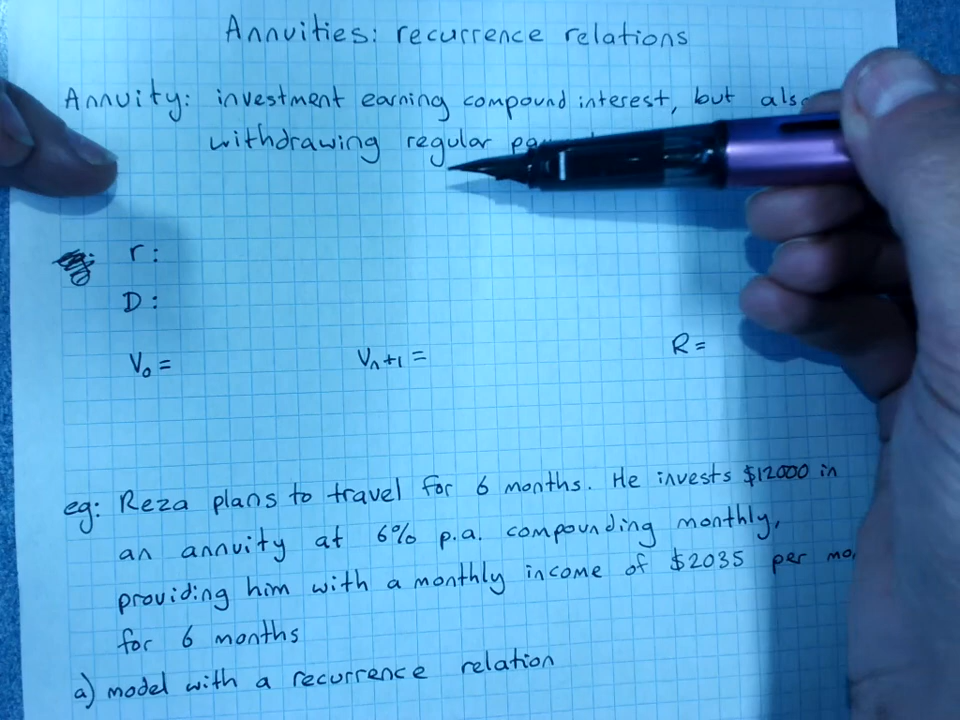 Annuities: recurrence relations
Annuity: investment earning compound interest, but
withdrawing regular
r:
D:
V₀ = Vₙ₊₁ = R =
eg: Reza plans to travel for 6 months. He invests $12000 in
an annuity at 6% p.a. compounding monthly,
providing him with a monthly income of $2035 per
for 6 months
a) model with a recurrence relation